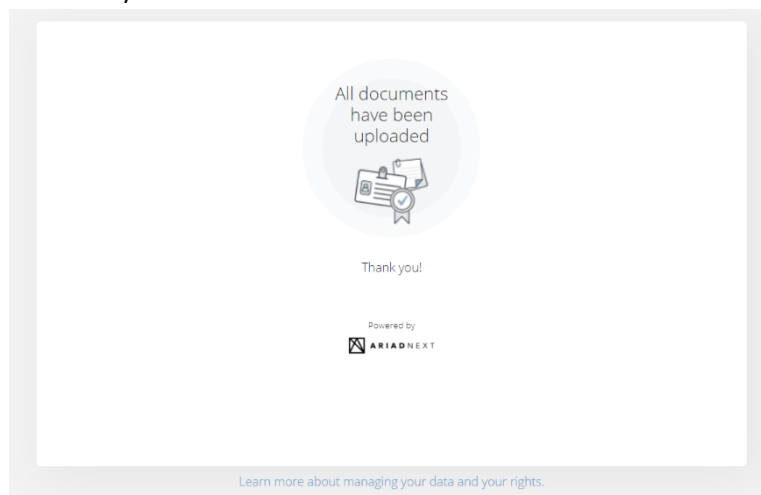 All documents
have been
uploaded
Thank you!
Powered by
ARIADNEXT
Learn more about managing your data and your rights.